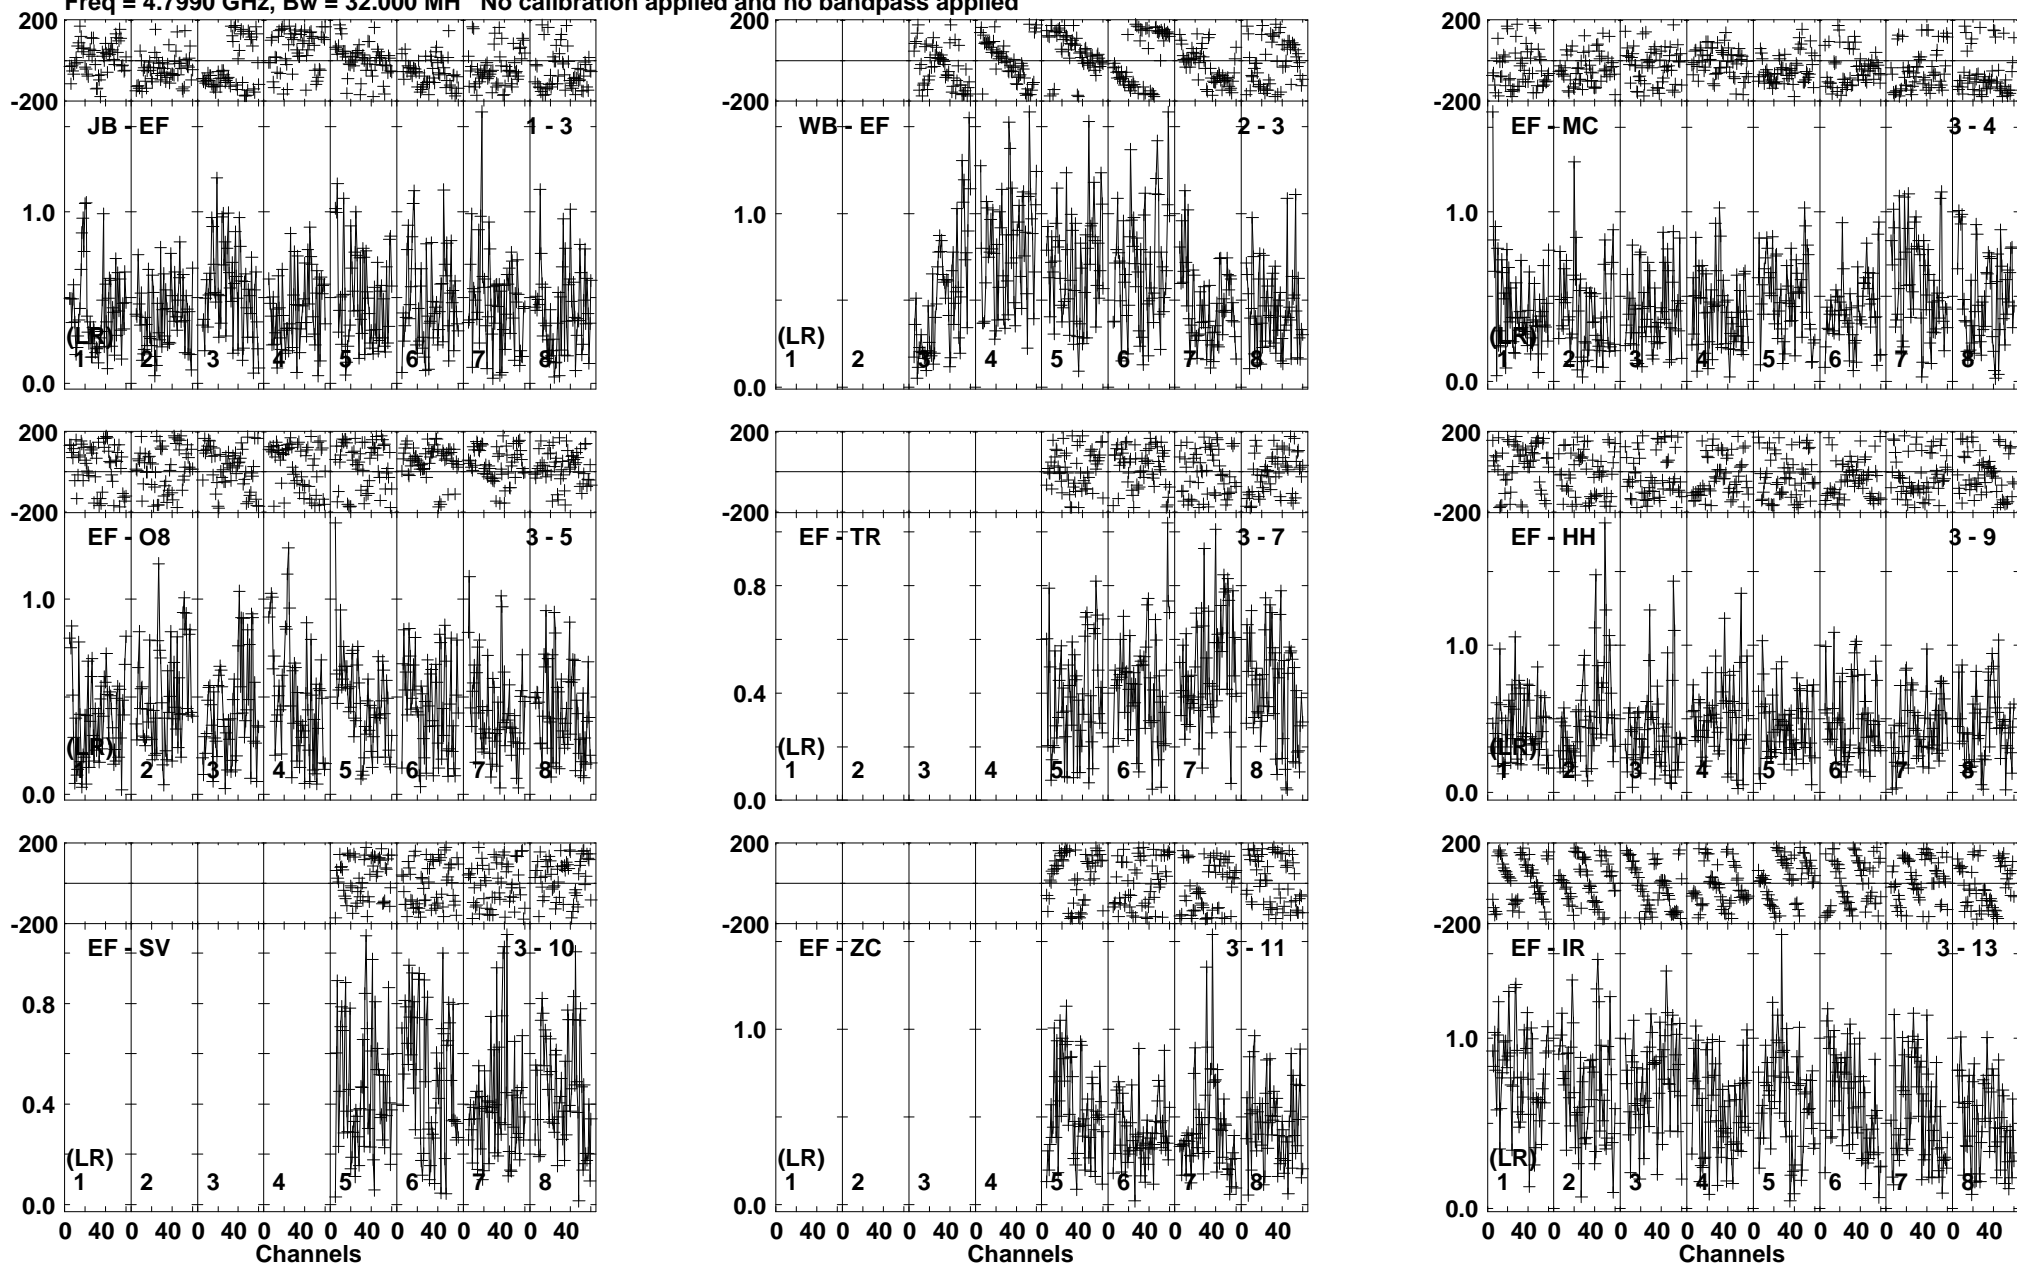 Freq = 4.7990 GHz, Bw = 32.000 MH No calibration applied and no bandpass applied
200 200 200
-200 -200 -200
JB - EF 1 - 3 WB - EF 2 - 3 EF - MC 3 - 4
1.0 1.0 1.0
(LR) (LR) (LR)
1 2 3 4 5 6 7 8 1 2 3 4 5 6 7 8 1 2 3 4 5 6 7 8
0.0 0.0 0.0
200 200 200
-200 -200 -200
EF - O8 3 - 5 EF - TR 3 - 7 EF - HH 3 - 9
1.0 0.8 1.0
0.4
(LR) (LR) (LR)
1 2 3 4 5 6 7 8 1 2 3 4 5 6 7 8 1 2 3 4 5 6 7 8
0.0 0.0 0.0
200 200 200
-200 -200 -200
EF - SV 3 - 10 EF - ZC 3 - 11 EF - IR 3 - 13
0.8 1.0 1.0
0.4
(LR) (LR) (LR)
1 2 3 4 5 6 7 8 1 2 3 4 5 6 7 8 1 2 3 4 5 6 7 8
0.0 0.0 0.0
0 40 0 40 0 40 0 40 0 40 0 40 0 40 0 40 0 40 0 40 0 40 0 40 0 40 0 40 0 40 0 40 0 40 0 40 0 40 0 40 0 40 0 40 0 40 0 40
Channels Channels Channels